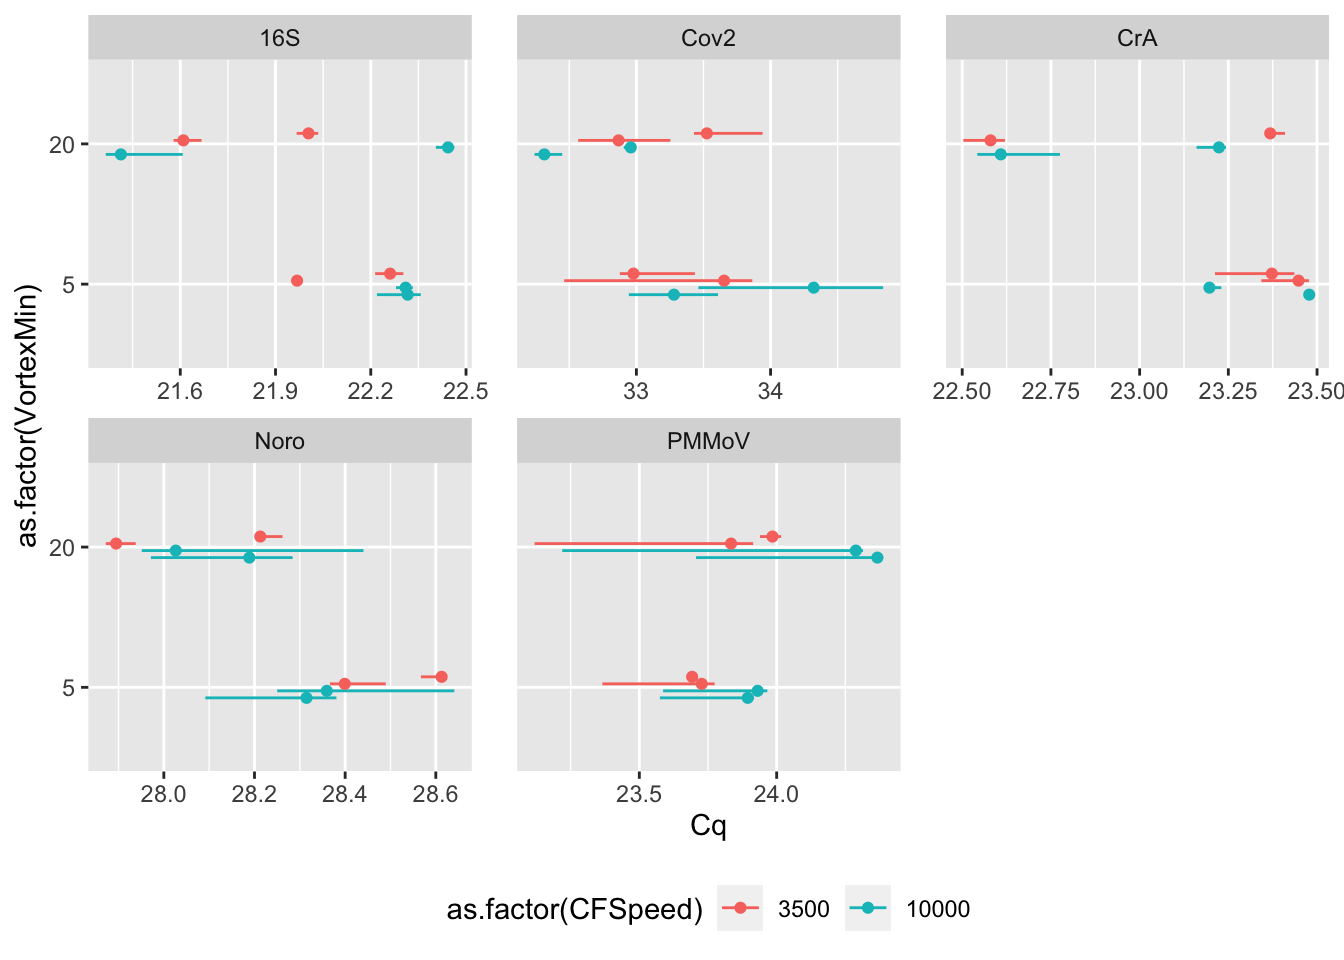 16S Cov2 CrA
20
5
21.6 21.9 22.2 22.5 33 34 22.50 22.75 23.00 23.25 23.50
Noro PMMoV
20
5
28.0 28.2 28.4 28.6 23.5 24.0
as.factor(VortexMin)
Cq
as.factor(CFSpeed) 3500 10000